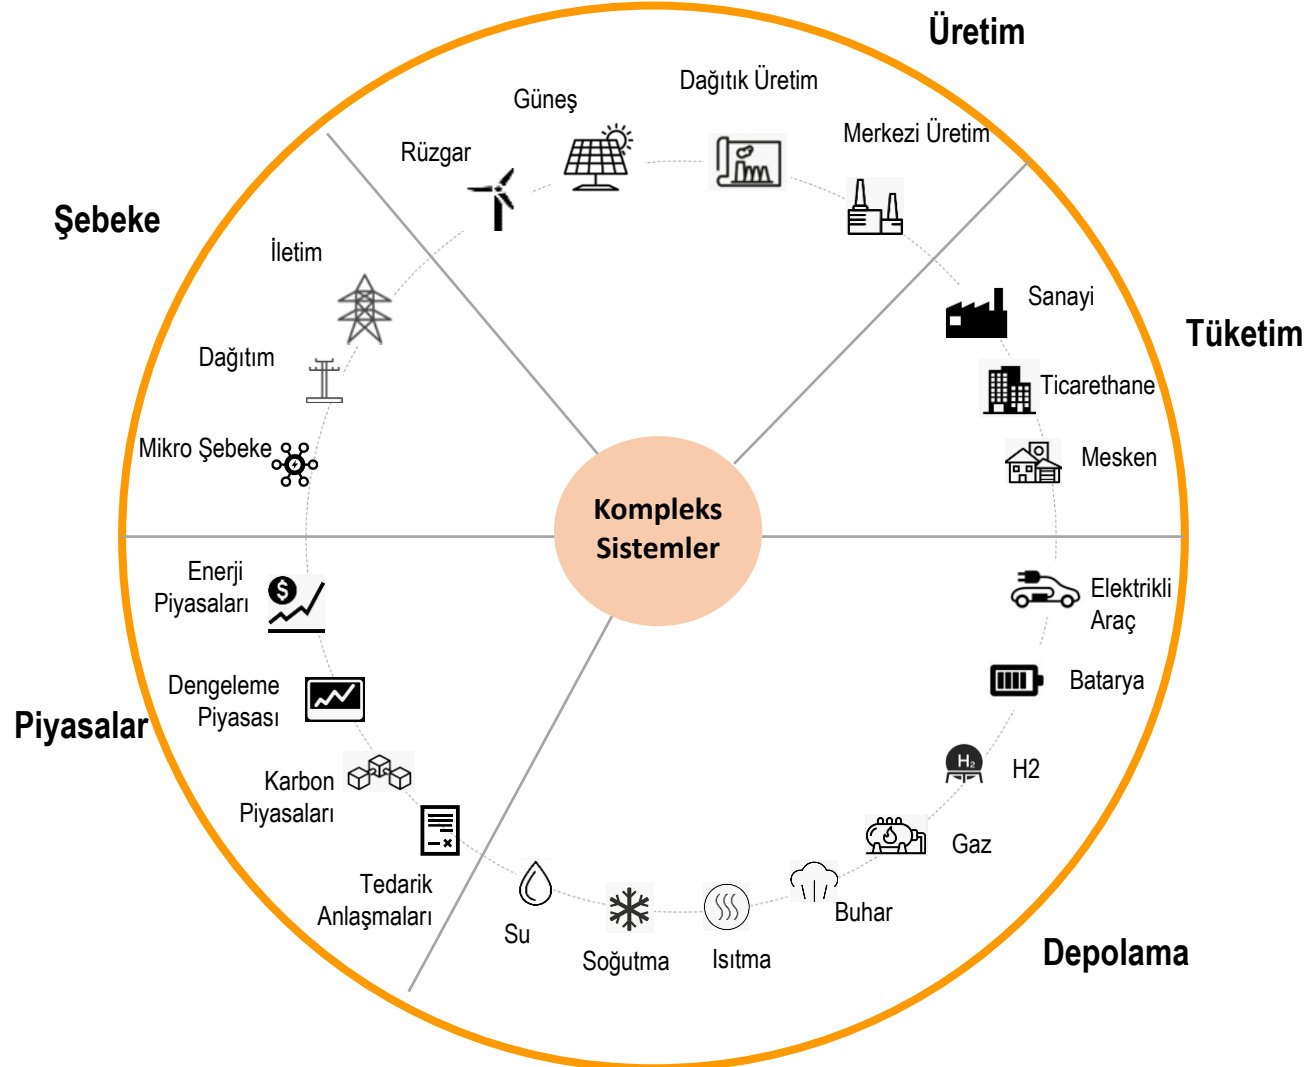 Üretim
Dağıtık Üretim
Güneş
Merkezi Üretim
Rüzgar
Şebeke
İletim
Sanayi
Tüketim
Dağıtım
Ticarethane
Mikro Şebeke
Mesken
Kompleks
Sistemler
Enerji
Piyasaları
Elektrikli
Araç
Dengeleme
Piyasası
Batarya
Piyasalar
Karbon
Piyasaları
H2
H2
Gaz
Tedarik
Anlaşmaları
Buhar
Su
Soğutma
Isıtma
Depolama